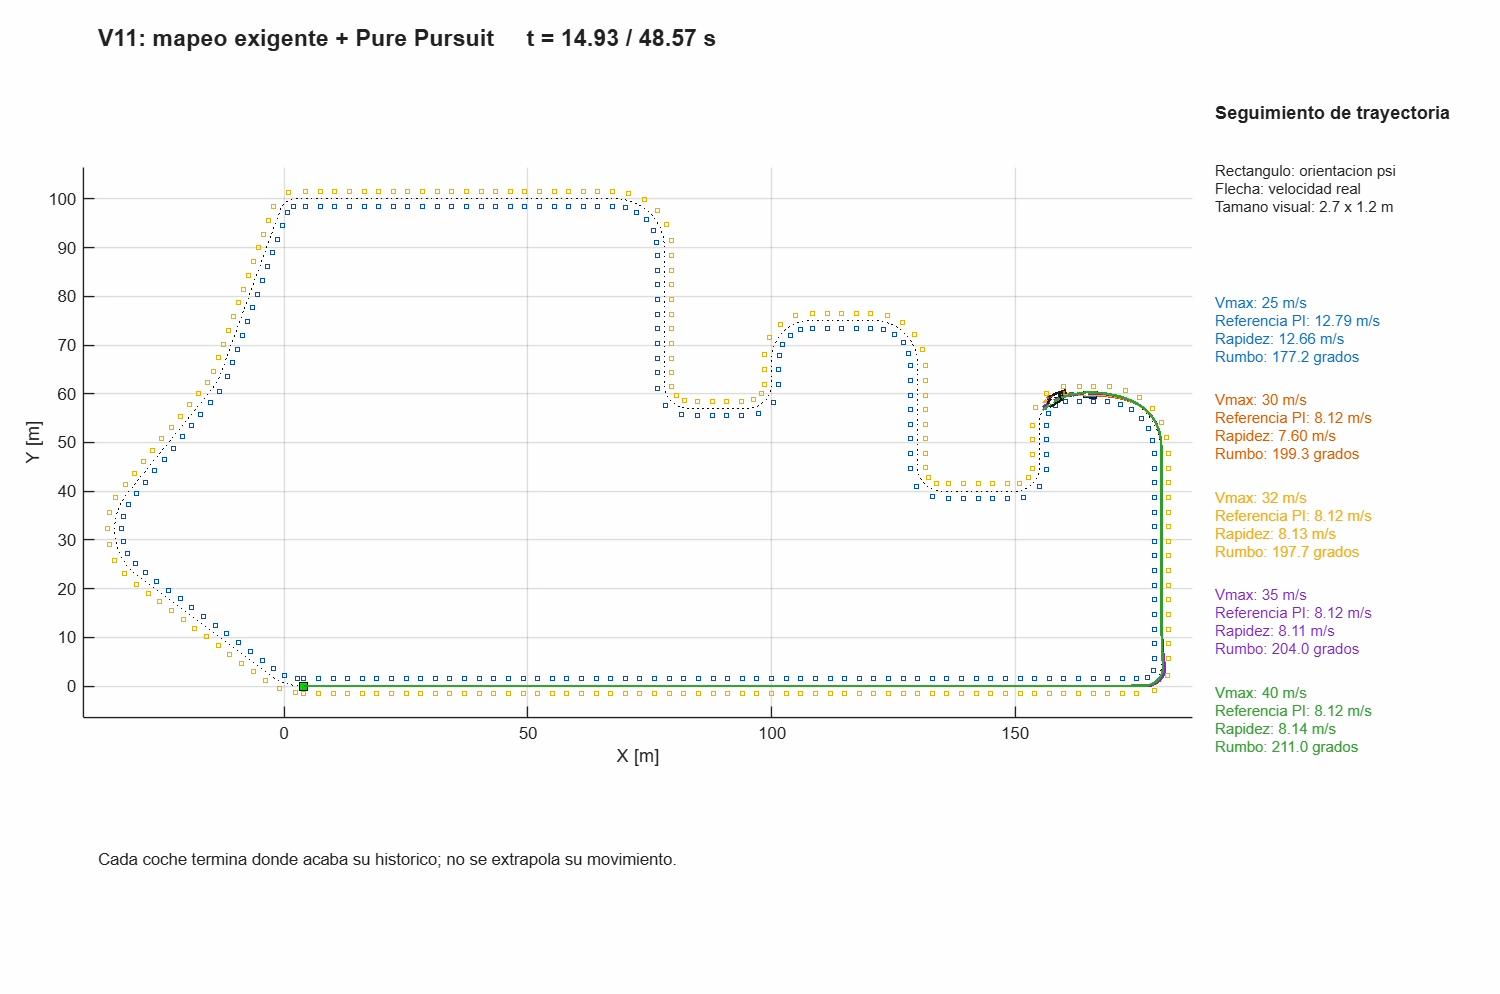 V11: mapeo exigente + Pure Pursuit     t = 14.93 / 48.57 s
Seguimiento de trayectoria
Rectangulo: orientacion psi
Flecha: velocidad real
Tamano visual: 2.7 x 1.2 m
Vmax: 25 m/s
Referencia PI: 12.79 m/s
Rapidez: 12.66 m/s
Rumbo: 177.2 grados
Vmax: 30 m/s
Referencia PI: 8.12 m/s
Rapidez: 7.60 m/s
Rumbo: 199.3 grados
Vmax: 32 m/s
Referencia PI: 8.12 m/s
Rapidez: 8.13 m/s
Rumbo: 197.7 grados
Vmax: 35 m/s
Referencia PI: 8.12 m/s
Rapidez: 8.11 m/s
Rumbo: 204.0 grados
Vmax: 40 m/s
Referencia PI: 8.12 m/s
Rapidez: 8.14 m/s
Rumbo: 211.0 grados
100
90
80
70
60
50
40
30
20
10
0
Y [m]
0 50 100 150
X [m]
Cada coche termina donde acaba su historico; no se extrapola su movimiento.